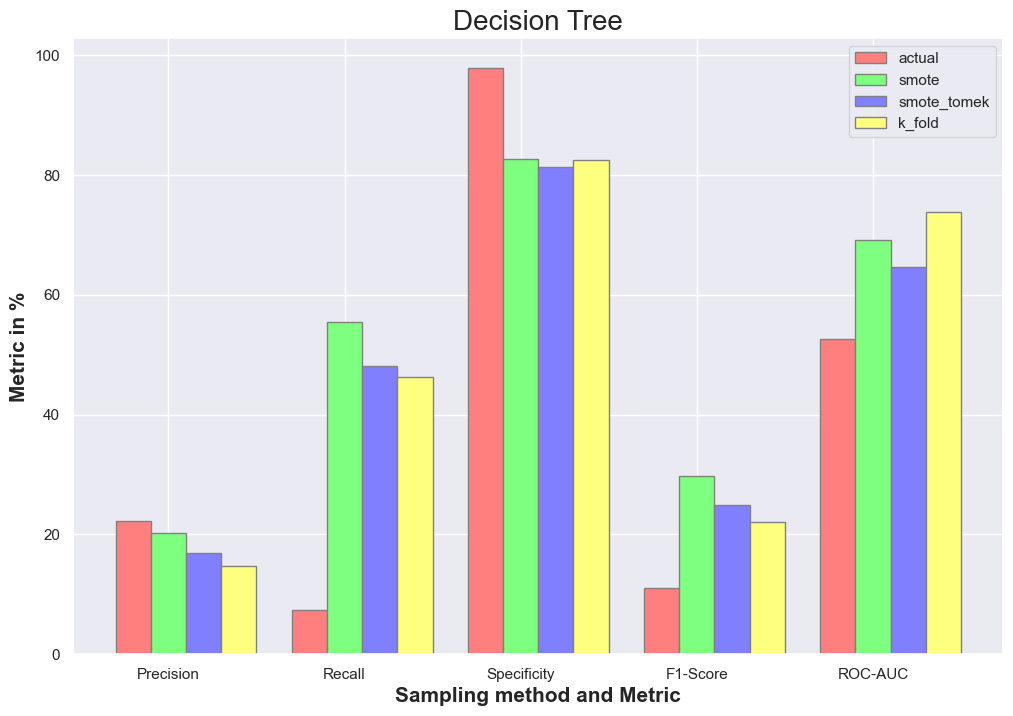 Decision Tree
actual
smote
smote_tomek
k_fold
100
80
60
40
20
0
Metric in %
Precision
Recall
Specificity
F1-Score
ROC-AUC
Sampling method and Metric